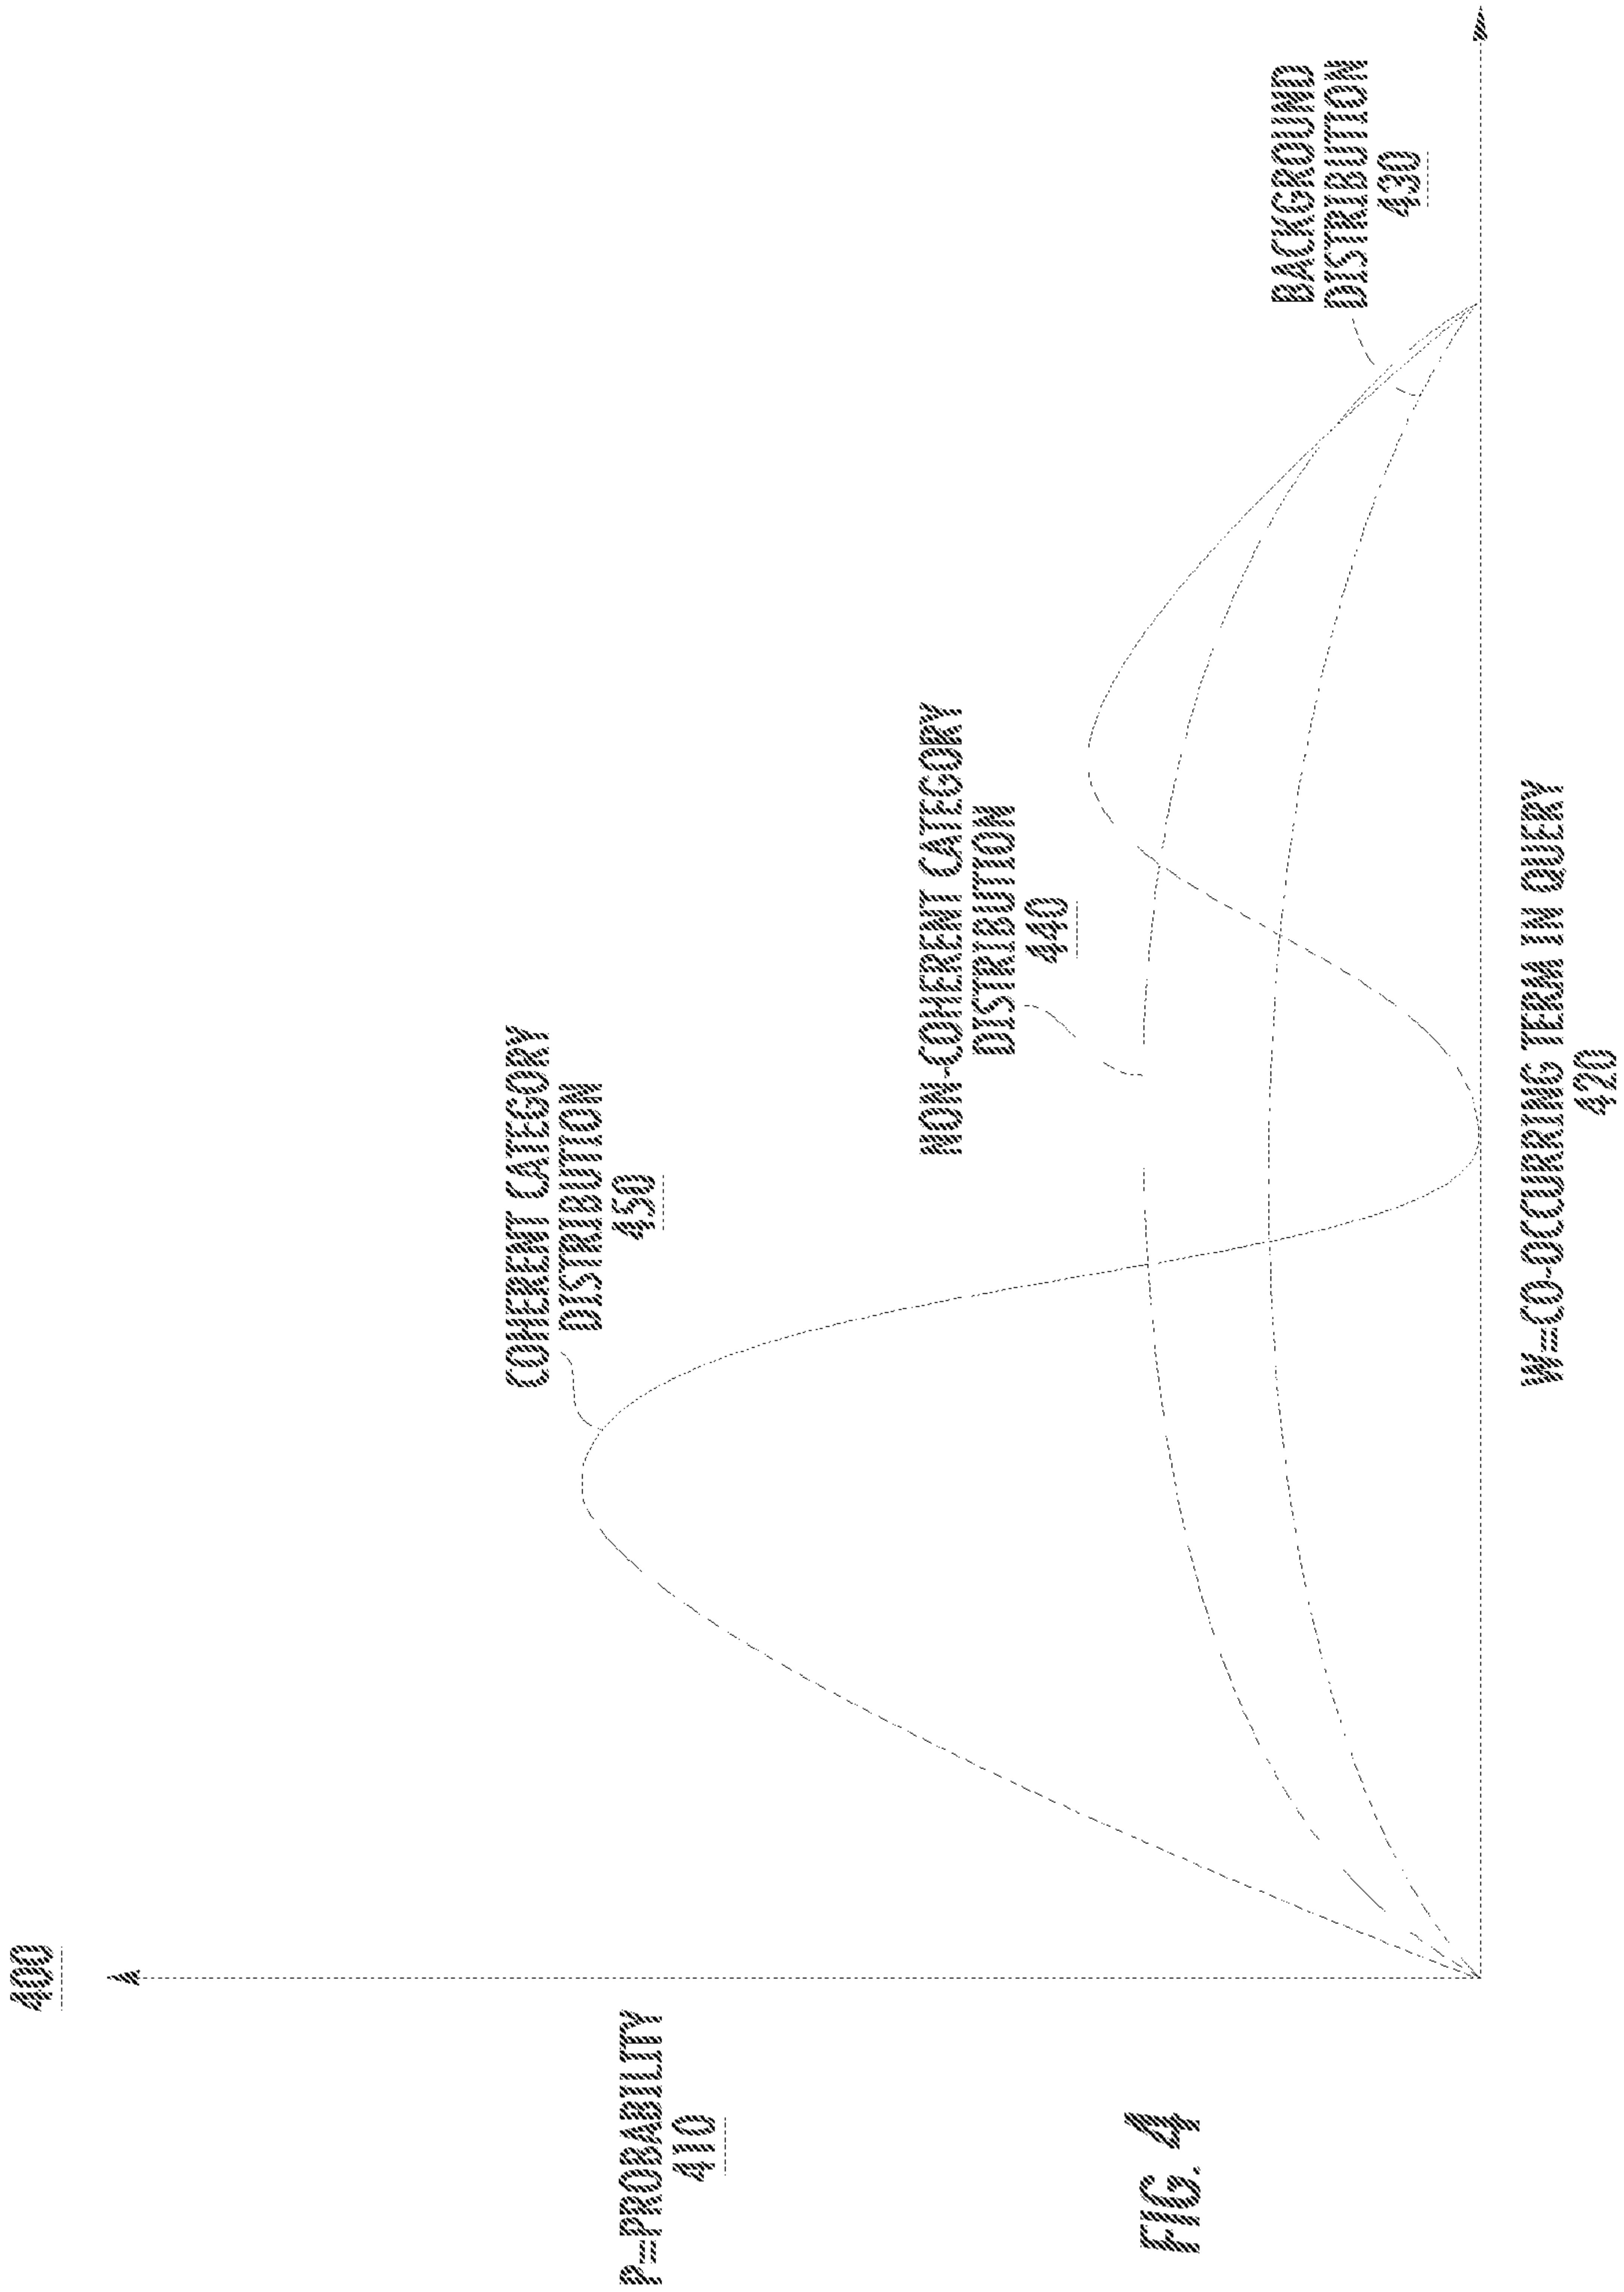 400
COHERENT CATEGORY
DISTRIBUTION
450
P=PROBABILITY
410
NON-COHERENT CATEGORY
DISTRIBUTION
440
BACKGROUND
DISTRIBUTION
430
W=CO-OCCURRING TERM IN QUERY
420
FIG. 4